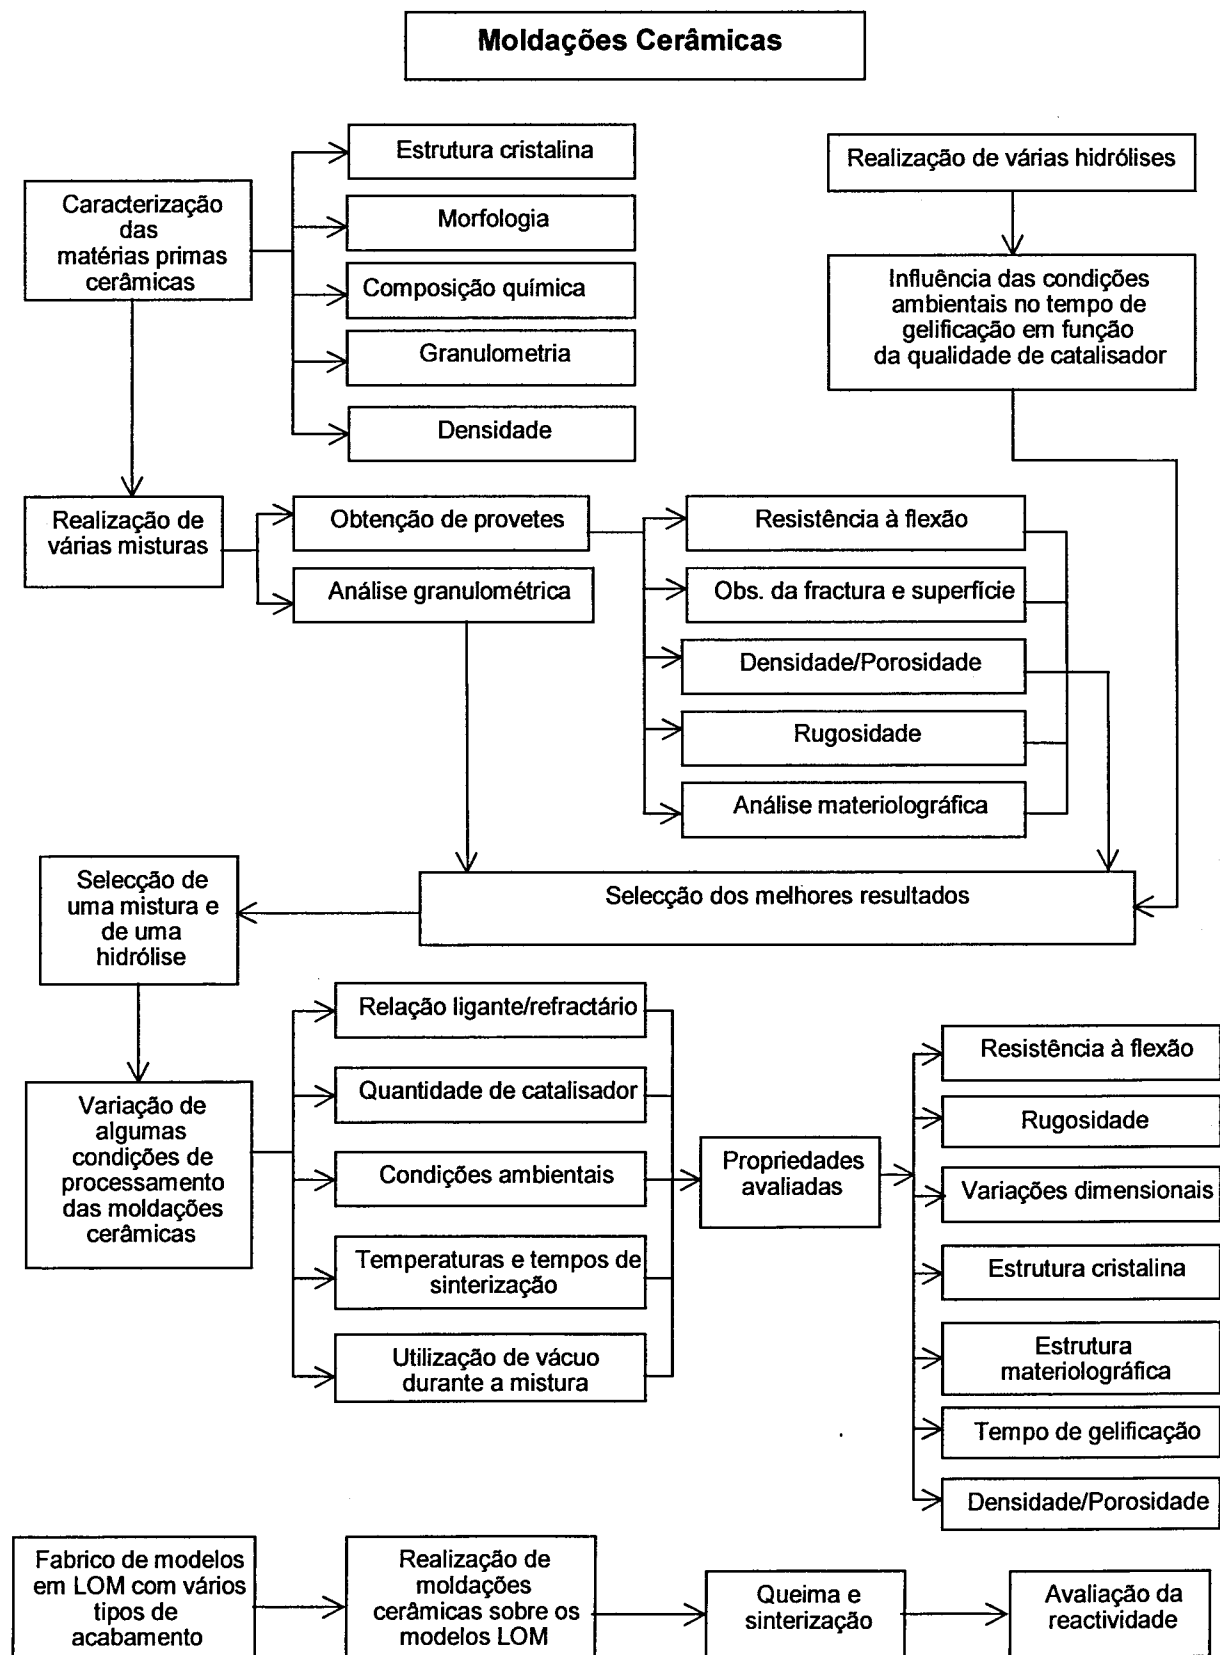 Moldações Cerâmicas
Estrutura cristalina
Realização de várias hidrólises
Caracterização
das
matérias primas
cerâmicas
Morfologia
Composição química
Granulometria
Densidade
Influência das condições
ambientais no tempo de
gelificação em função
da qualidade de catalisador
Realização de
várias misturas
Obtenção de provetes
Análise granulométrica
Resistência à flexão
Obs. da fractura e superfície
Densidade/Porosidade
Rugosidade
Análise materiolográfica
Selecção dos melhores resultados
Selecção de
uma mistura e
de uma
hidrólise
Variação de
algumas
condições de
processamento
das moldações
cerâmicas
Relação ligante/refractário
Quantidade de catalisador
Condições ambientais
Temperaturas e tempos de
sinterização
Utilização de vácuo
durante a mistura
Propriedades
avaliadas
Resistência à flexão
Rugosidade
Variações dimensionais
Estrutura cristalina
Estrutura
materiolográfica
Tempo de gelificação
Densidade/Porosidade
Fabrico de modelos
em LOM com vários
tipos de
acabamento
Realização de
moldações
cerâmicas sobre os
modelos LOM
Queima e
sinterização
Avaliação da
reactividade